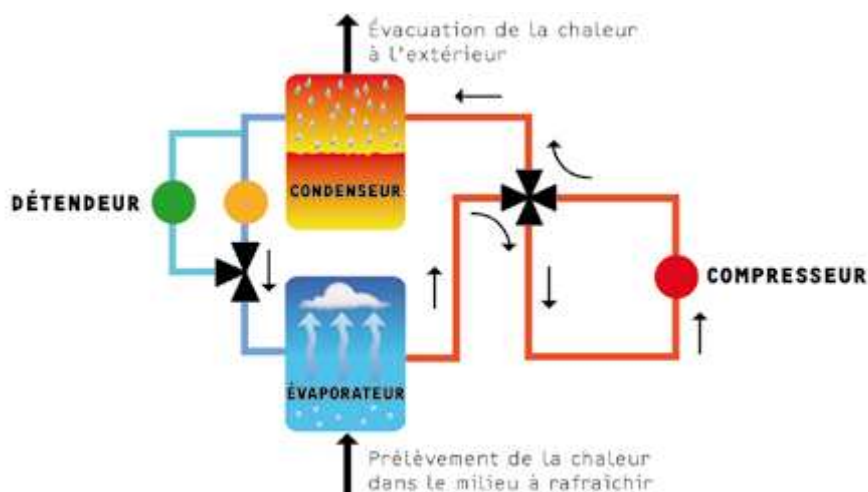 Évacuation de la chaleur
à l'extérieur
CONDENSEUR
DÉTENDEUR
COMPRESSEUR
ÉVAPORATEUR
Prélèvement de la chaleur
dans le milieu à rafraîchir